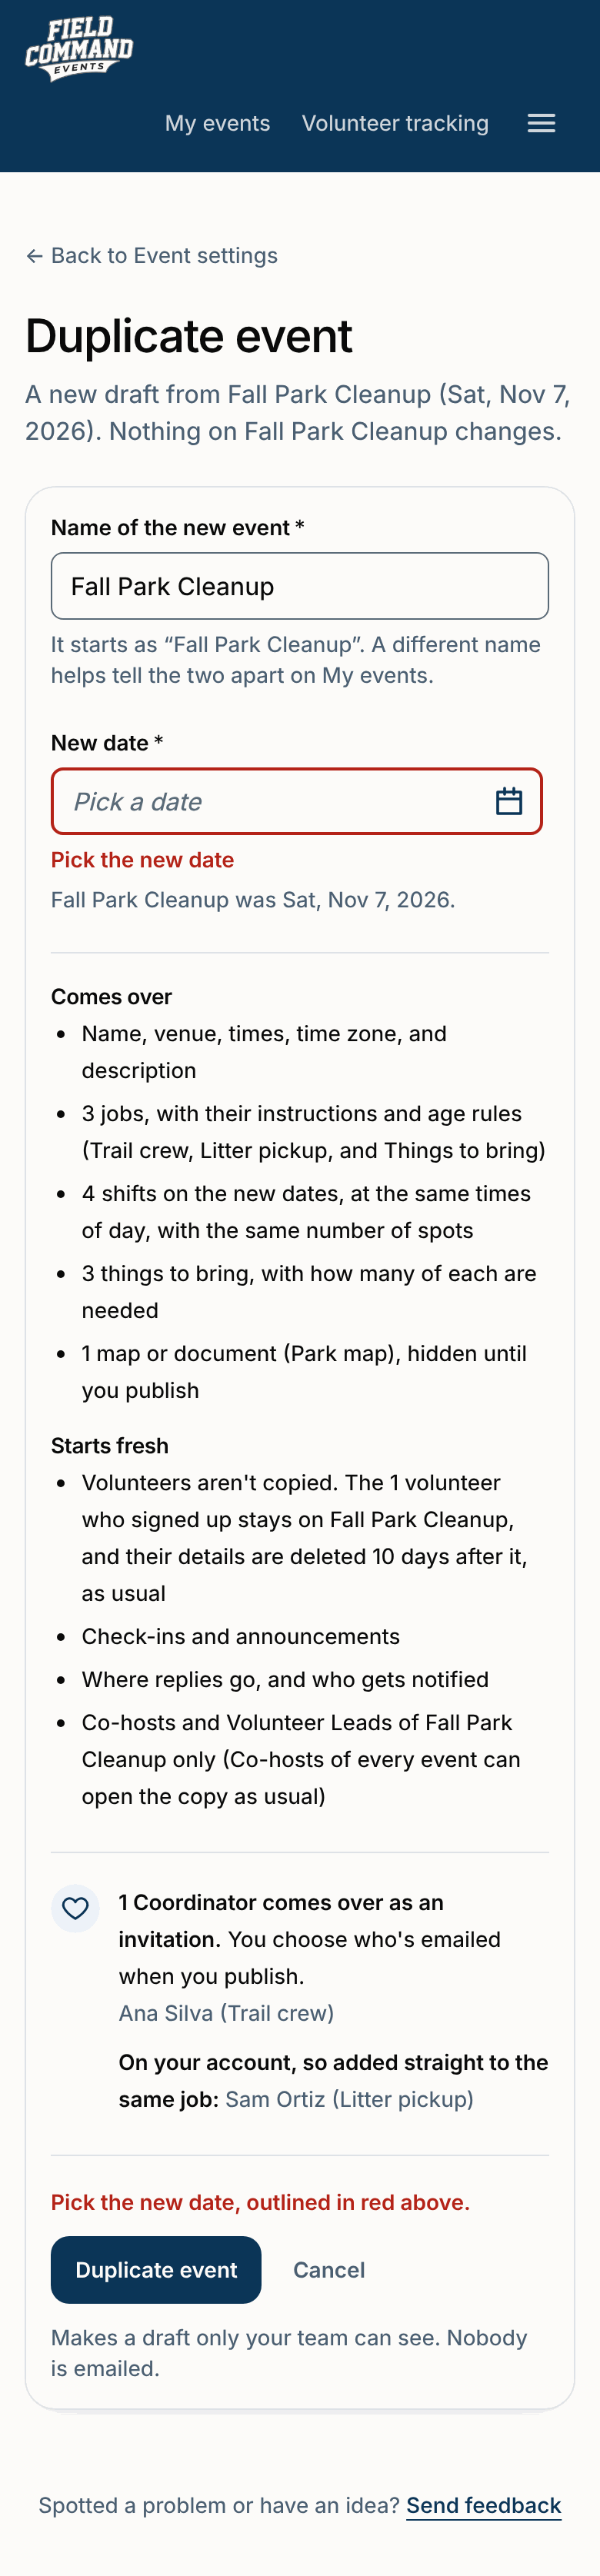 FIELD
COMMAND
EVENTS
My events
Volunteer tracking
← Back to Event settings
Duplicate event
A new draft from Fall Park Cleanup (Sat, Nov 7,
2026). Nothing on Fall Park Cleanup changes.
Name of the new event *
Fall Park Cleanup
It starts as “Fall Park Cleanup”. A different name
helps tell the two apart on My events.
New date *
Pick a date
Pick the new date
Fall Park Cleanup was Sat, Nov 7, 2026.
Comes over
• Name, venue, times, time zone, and
description
• 3 jobs, with their instructions and age rules
(Trail crew, Litter pickup, and Things to bring)
• 4 shifts on the new dates, at the same times
of day, with the same number of spots
• 3 things to bring, with how many of each are
needed
• 1 map or document (Park map), hidden until
you publish
Starts fresh
• Volunteers aren't copied. The 1 volunteer
who signed up stays on Fall Park Cleanup,
and their details are deleted 10 days after it,
as usual
• Check-ins and announcements
• Where replies go, and who gets notified
• Co-hosts and Volunteer Leads of Fall Park
Cleanup only (Co-hosts of every event can
open the copy as usual)
1 Coordinator comes over as an
invitation. You choose who's emailed
when you publish.
Ana Silva (Trail crew)
On your account, so added straight to the
same job: Sam Ortiz (Litter pickup)
Pick the new date, outlined in red above.
Duplicate event
Cancel
Makes a draft only your team can see. Nobody
is emailed.
Spotted a problem or have an idea? Send feedback